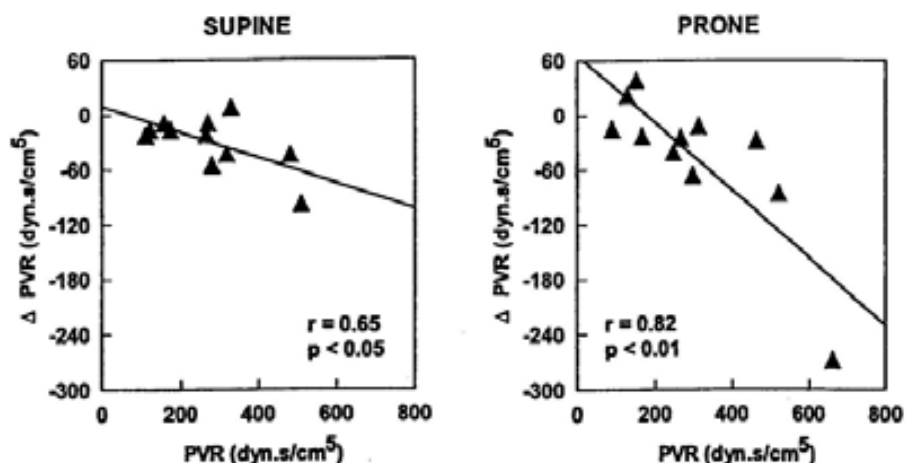 SUPINE
60
0
-60
-120
-180
-240
-300
Δ PVR (dyn.s/cm⁵)
r = 0.65
p < 0.05
0 200 400 600 800
PVR (dyn.s/cm⁵)
PRONE
60
0
-60
-120
-180
-240
-300
Δ PVR (dyn.s/cm⁵)
r = 0.82
p < 0.01
0 200 400 600 800
PVR (dyn.s/cm⁵)